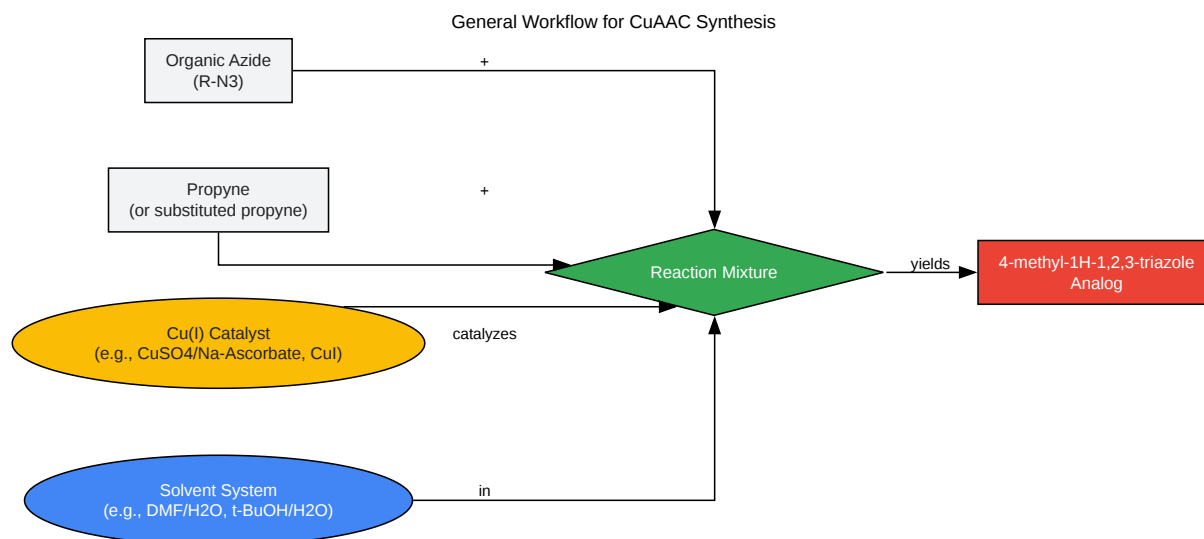 General Workflow for CuAAC Synthesis
Organic Azide
(R-N3)
+
Propyne
(or substituted propyne)
+
Reaction Mixture
yields
4-methyl-1H-1,2,3-triazole
Analog
Cu(I) Catalyst
(e.g., CuSO4/Na-Ascorbate, CuI)
catalyzes
Solvent System
(e.g., DMF/H2O, t-BuOH/H2O)
in